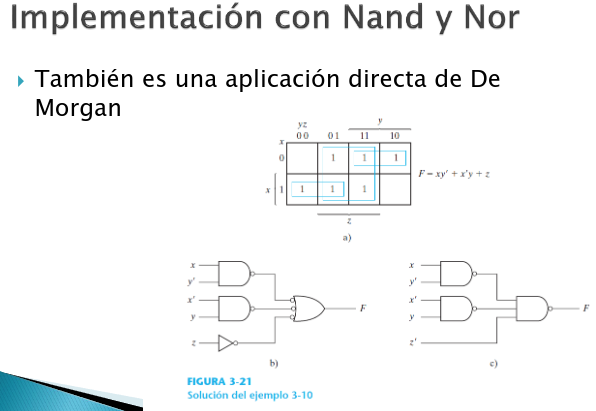 Implementación con Nand y Nor
También es una aplicación directa de De
Morgan
yz
y
x
00 01 11 10
0 1 1 1
x 1 1 1 1
F = xy' + x'y + z
z
a)
x
y'
x'
y
z
F
b)
x
y'
x'
y
z'
F
c)
FIGURA 3-21
Solución del ejemplo 3-10